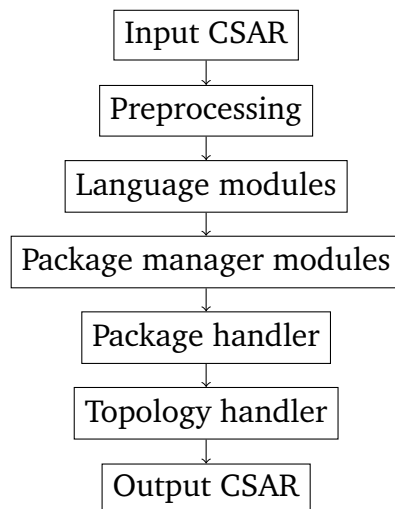 Input CSAR
Preprocessing
Language modules
Package manager modules
Package handler
Topology handler
Output CSAR